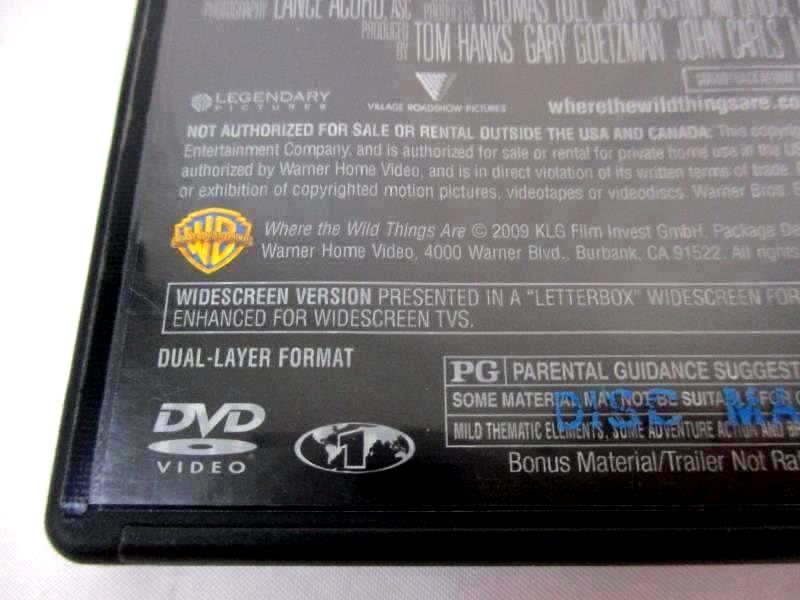 LANCE ACORD, ASC
THOMAS TULL JON JASHNI
PRODUCED BY TOM HANKS GARY GOETZMAN JOHN CARLS
LEGENDARY PICTURES
VILLAGE ROADSHOW PICTURES
wherethewildthingsare.co
NOT AUTHORIZED FOR SALE OR RENTAL OUTSIDE THE USA AND CANADA: This copyrig
Entertainment Company, and is authorized for sale or rental for private home use in the US
authorized by Warner Home Video, and is in direct violation of its written terms of trade.
or exhibition of copyrighted motion pictures, videotapes or videodiscs. Warner Bros.
WB
Where the Wild Things Are © 2009 KLG Film Invest GmbH. Package De
Warner Home Video, 4000 Warner Blvd., Burbank, CA 91522. All rights
WIDESCREEN VERSION PRESENTED IN A "LETTERBOX" WIDESCREEN FOR
ENHANCED FOR WIDESCREEN TVS.
DUAL-LAYER FORMAT
PG PARENTAL GUIDANCE SUGGEST
SOME MATERIAL MAY NOT BE SUITABLE FOR C
DISC MA
MILD THEMATIC ELEMENTS, SOME ADVENTURE ACTION AND
Bonus Material/Trailer Not Ra
DVD
VIDEO
1